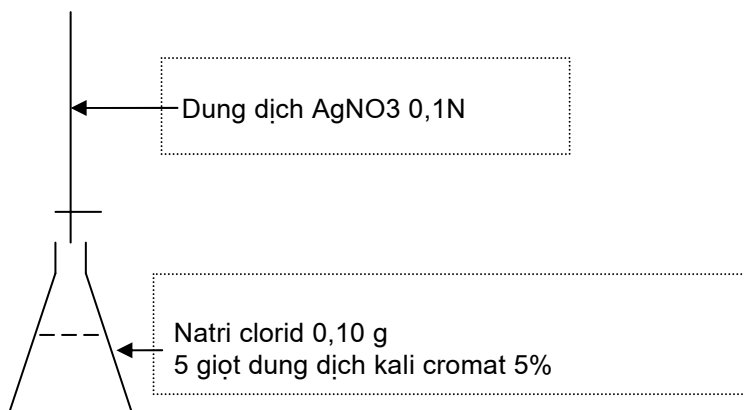 Dung dịch AgNO3 0,1N
Natri clorid 0,10 g
5 giọt dung dịch kali cromat 5%